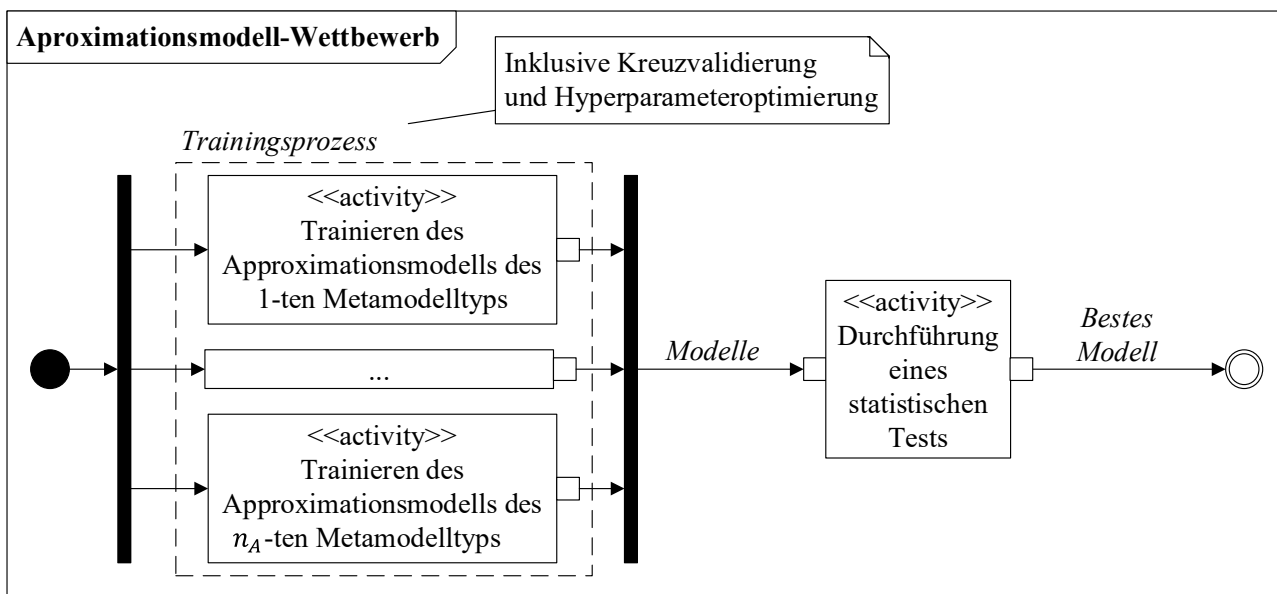 Aproximationsmodell-Wettbewerb
Inklusive Kreuzvalidierung
und Hyperparameteroptimierung
Trainingsprozess
<<activity>>
Trainieren des
Approximationsmodells des
1-ten Metamodelltyps
...
<<activity>>
Trainieren des
Approximationsmodells des
n_A-ten Metamodelltyps
Modelle
<<activity>>
Durchführung
eines
statistischen
Tests
Bestes
Modell